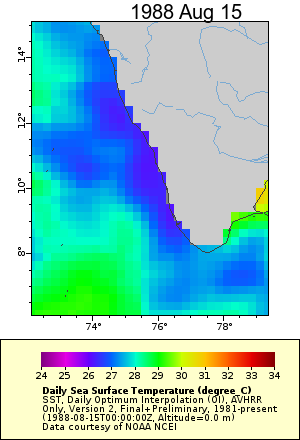 1988 Aug 15
14°
12°
10°
8°
74° 76° 78°
24 25 26 27 28 29 30 31 32 33 34
Daily Sea Surface Temperature (degree_C)
SST, Daily Optimum Interpolation (OI), AVHRR
Only, Version 2, Final+Preliminary, 1981-present
(1988-08-15T00:00:00Z, Altitude=0.0 m)
Data courtesy of NOAA NCEI